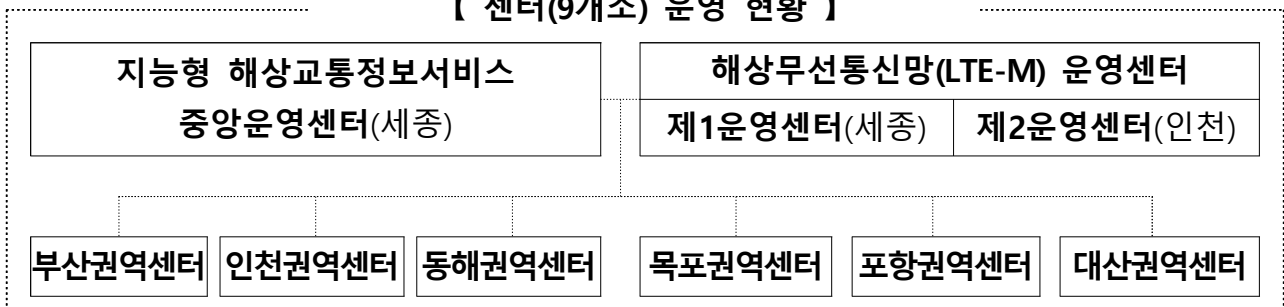 【 센터(9개소) 운영 현황 】
지능형 해상교통정보서비스
중앙운영센터(세종)
해상무선통신망(LTE-M) 운영센터
제1운영센터(세종) 제2운영센터(인천)
부산권역센터 인천권역센터 동해권역센터 목포권역센터 포항권역센터 대산권역센터